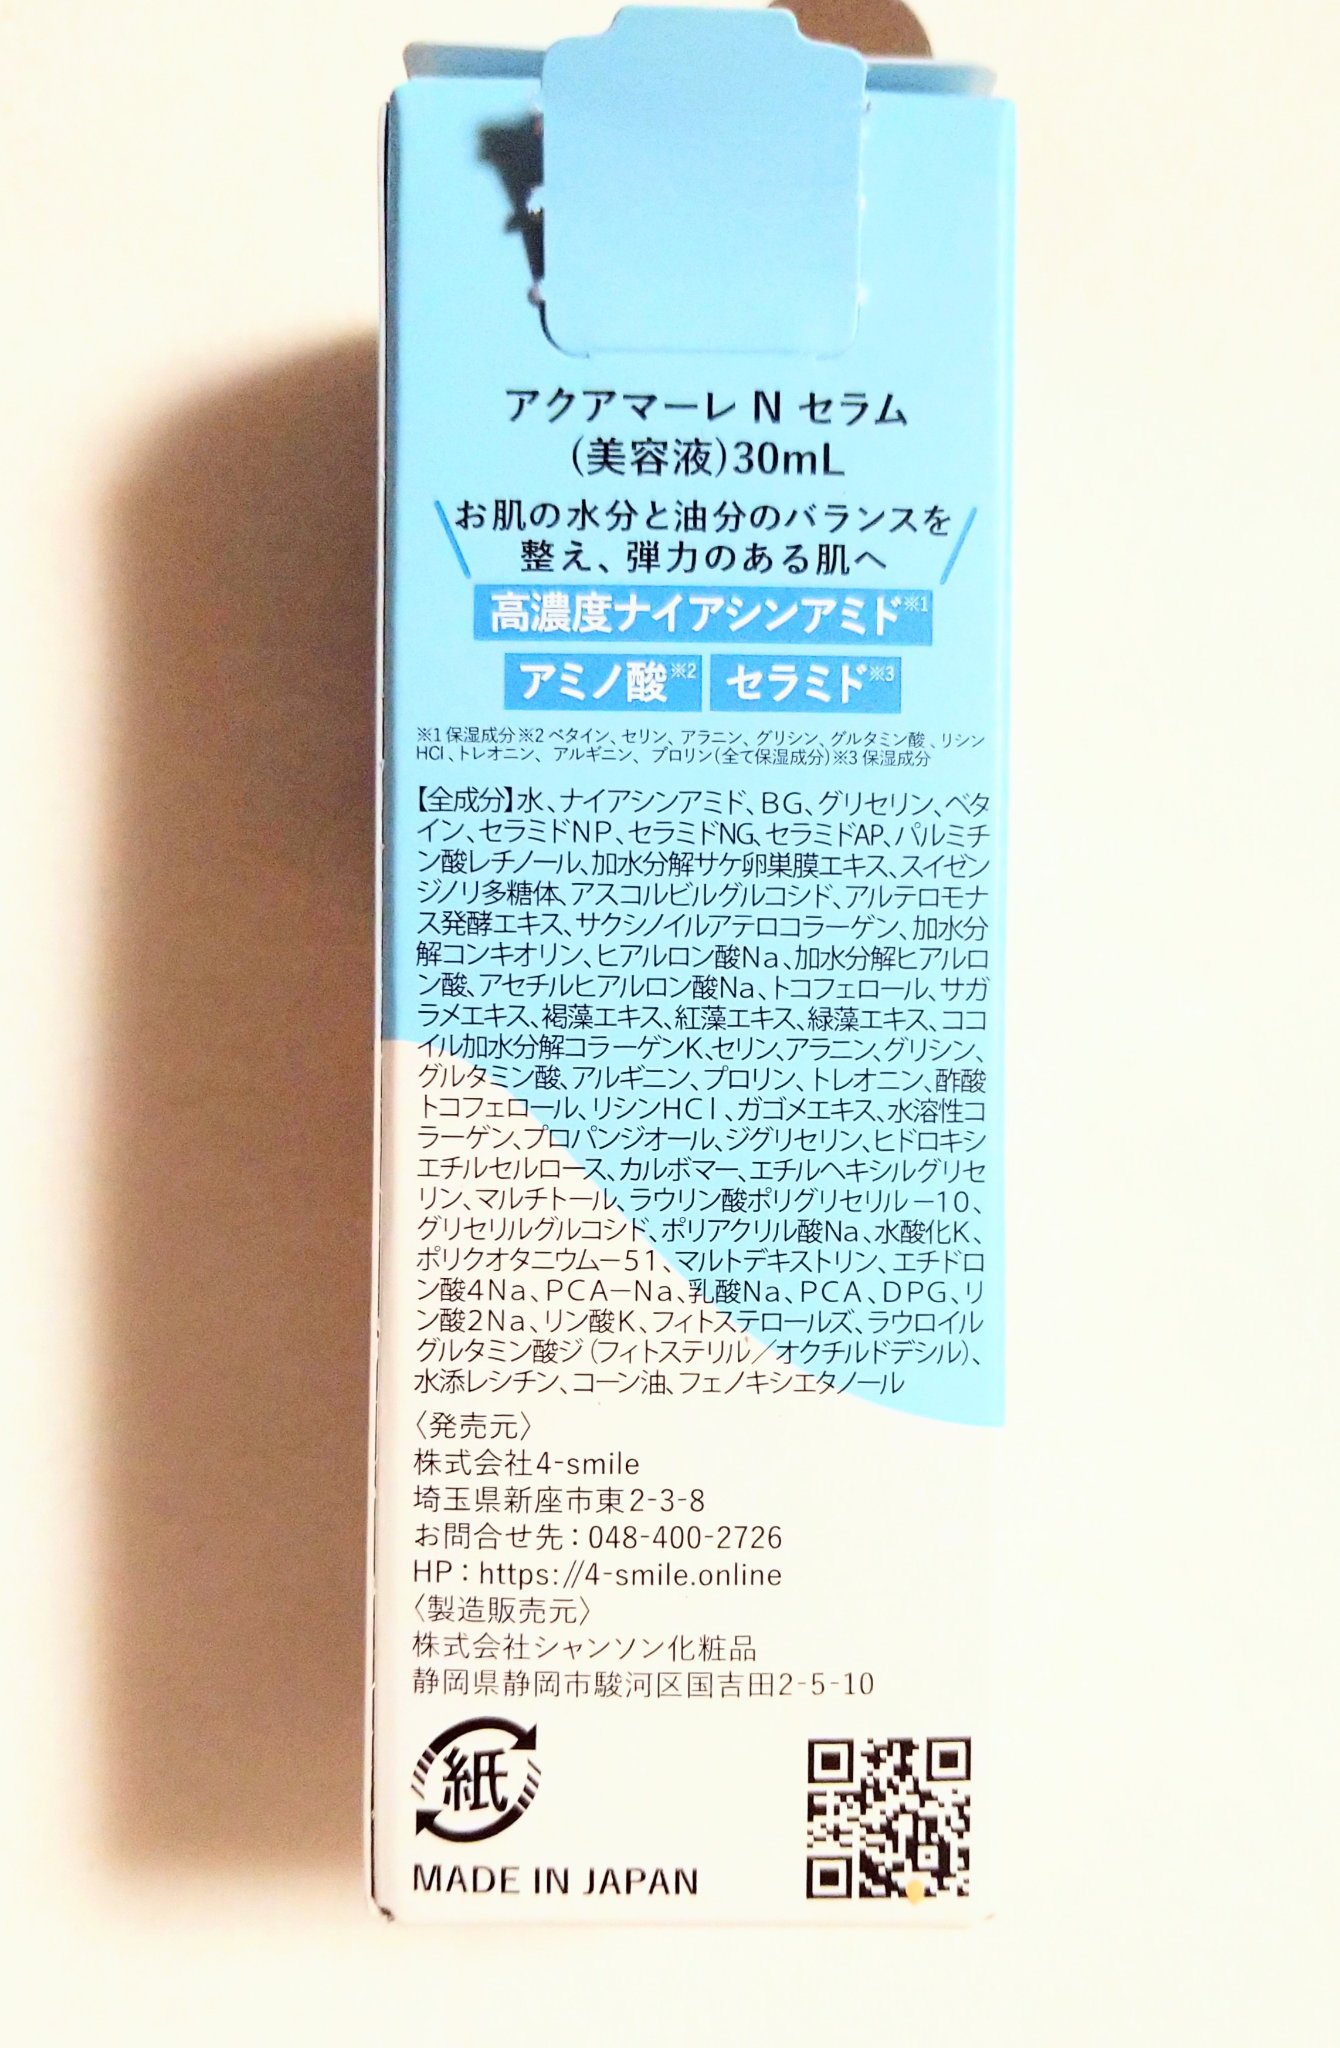 アクアマーレ N セラム
(美容液)30mL
お肌の水分と油分のバランスを
整え、弾力のある肌へ
高濃度ナイアシンアミド※1
アミノ酸※2 セラミド※3
※1 保湿成分※2 ベタイン、セリン、アラニン、グリシン、グルタミン酸、リシン
HCl、トレオニン、アルギニン、プロリン(全て保湿成分)※3 保湿成分
【全成分】水、ナイアシンアミド、BG、グリセリン、ベタ
イン、セラミドNP、セラミドNG、セラミドAP、パルミチ
ン酸レチノール、加水分解サケ卵巣膜エキス、スイゼン
ジノリ多糖体、アスコルビルグルコシド、アルテロモナ
ス発酵エキス、サクシノイルアテロコラーゲン、加水分
解コンキオリン、ヒアルロン酸Na、加水分解ヒアルロ
ン酸、アセチルヒアルロン酸Na、トコフェロール、サガ
ラメエキス、褐藻エキス、紅藻エキス、緑藻エキス、ココ
イル加水分解コラーゲンK、セリン、アラニン、グリシン、
グルタミン酸、アルギニン、プロリン、トレオニン、酢酸
トコフェロール、リシンHCl、ガゴメエキス、水溶性コ
ラーゲン、プロパンジオール、ジグリセリン、ヒドロキシ
エチルセルロース、カルボマー、エチルヘキシルグリセ
リン、マルチトール、ラウリン酸ポリグリセリル−10、
グリセリルグルコシド、ポリアクリル酸Na、水酸化K、
ポリクオタニウム−51、マルトデキストリン、エチドロ
ン酸4Na、PCA−Na、乳酸Na、PCA、DPG、リ
ン酸2Na、リン酸K、フィトステロールズ、ラウロイル
グルタミン酸ジ(フィトステリル/オクチルドデシル)、
水添レシチン、コーン油、フェノキシエタノール
〈発売元〉
株式会社4-smile
埼玉県新座市東2-3-8
お問合せ先：048-400-2726
HP：https://4-smile.online
〈製造販売元〉
株式会社シャンソン化粧品
静岡県静岡市駿河区国吉田2-5-10
紙
MADE IN JAPAN